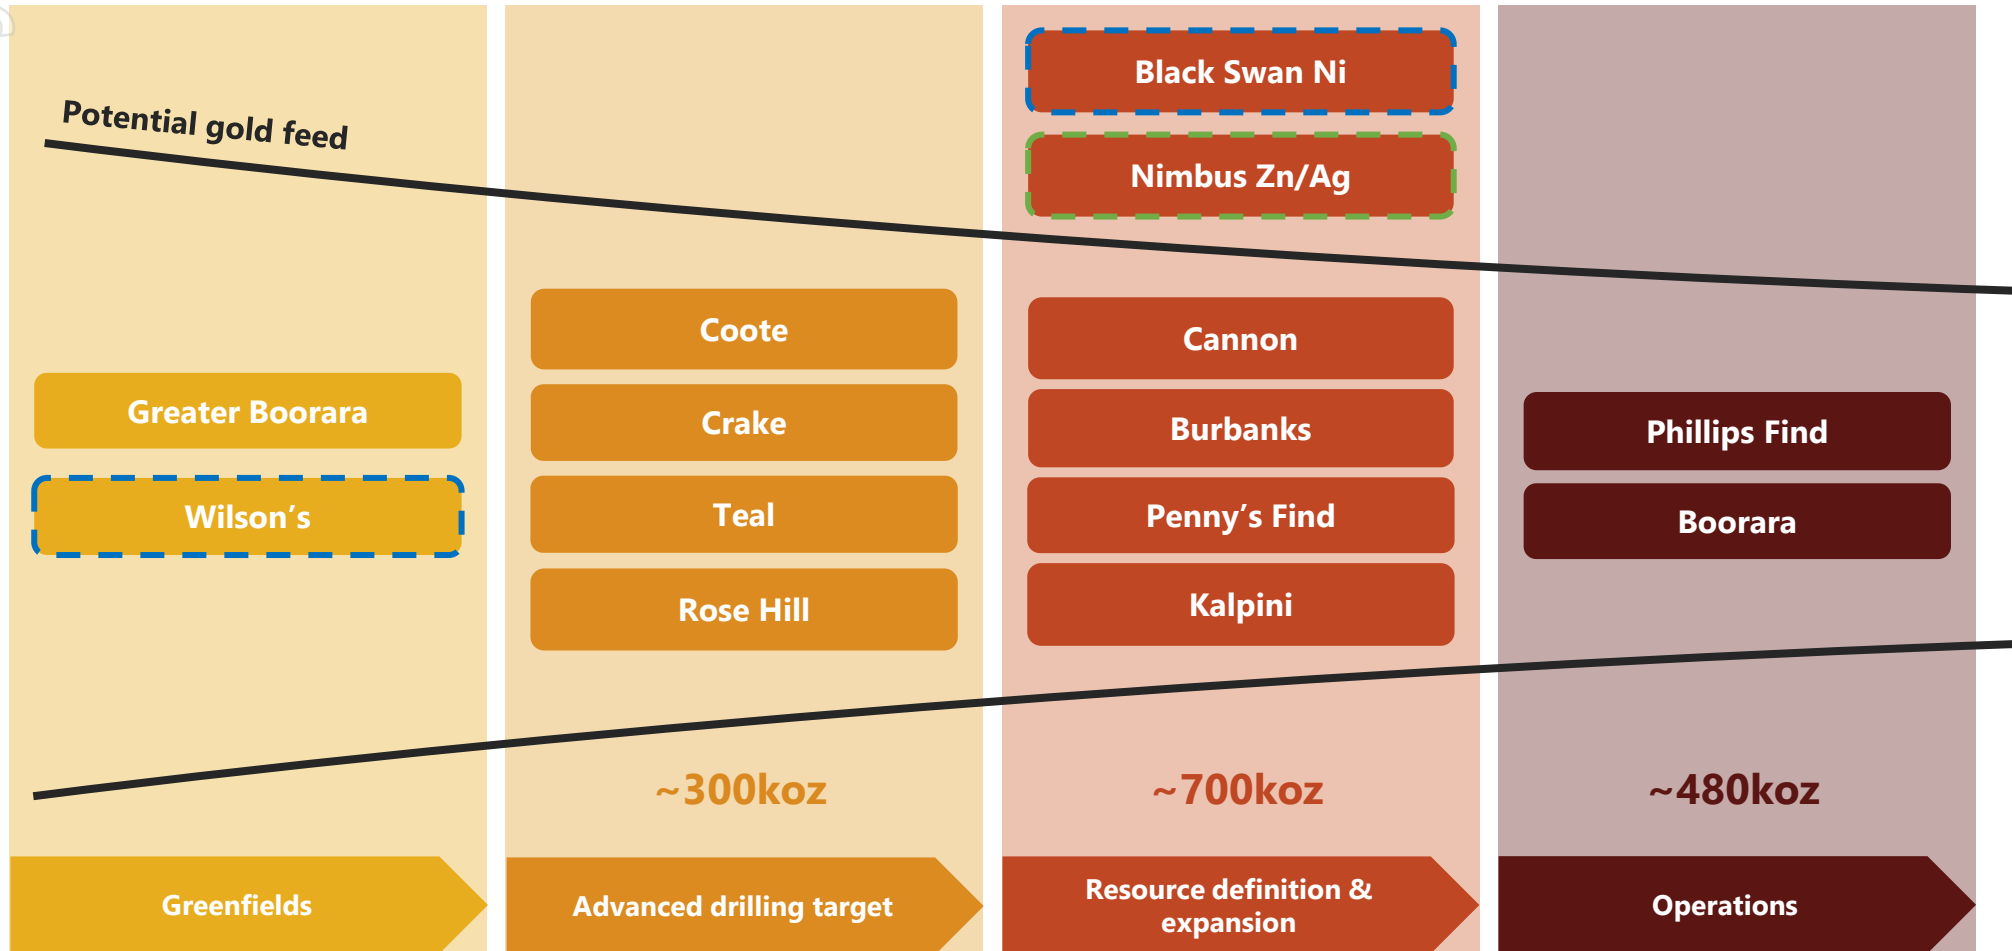 Potential gold feed
Greater Boorara
Wilson’s
Greenfields
Coote
Crake
Teal
Rose Hill
~300koz
Advanced drilling target
Black Swan Ni
Nimbus Zn/Ag
Cannon
Burbanks
Penny’s Find
Kalpini
~700koz
Resource definition &
expansion
Phillips Find
Boorara
~480koz
Operations